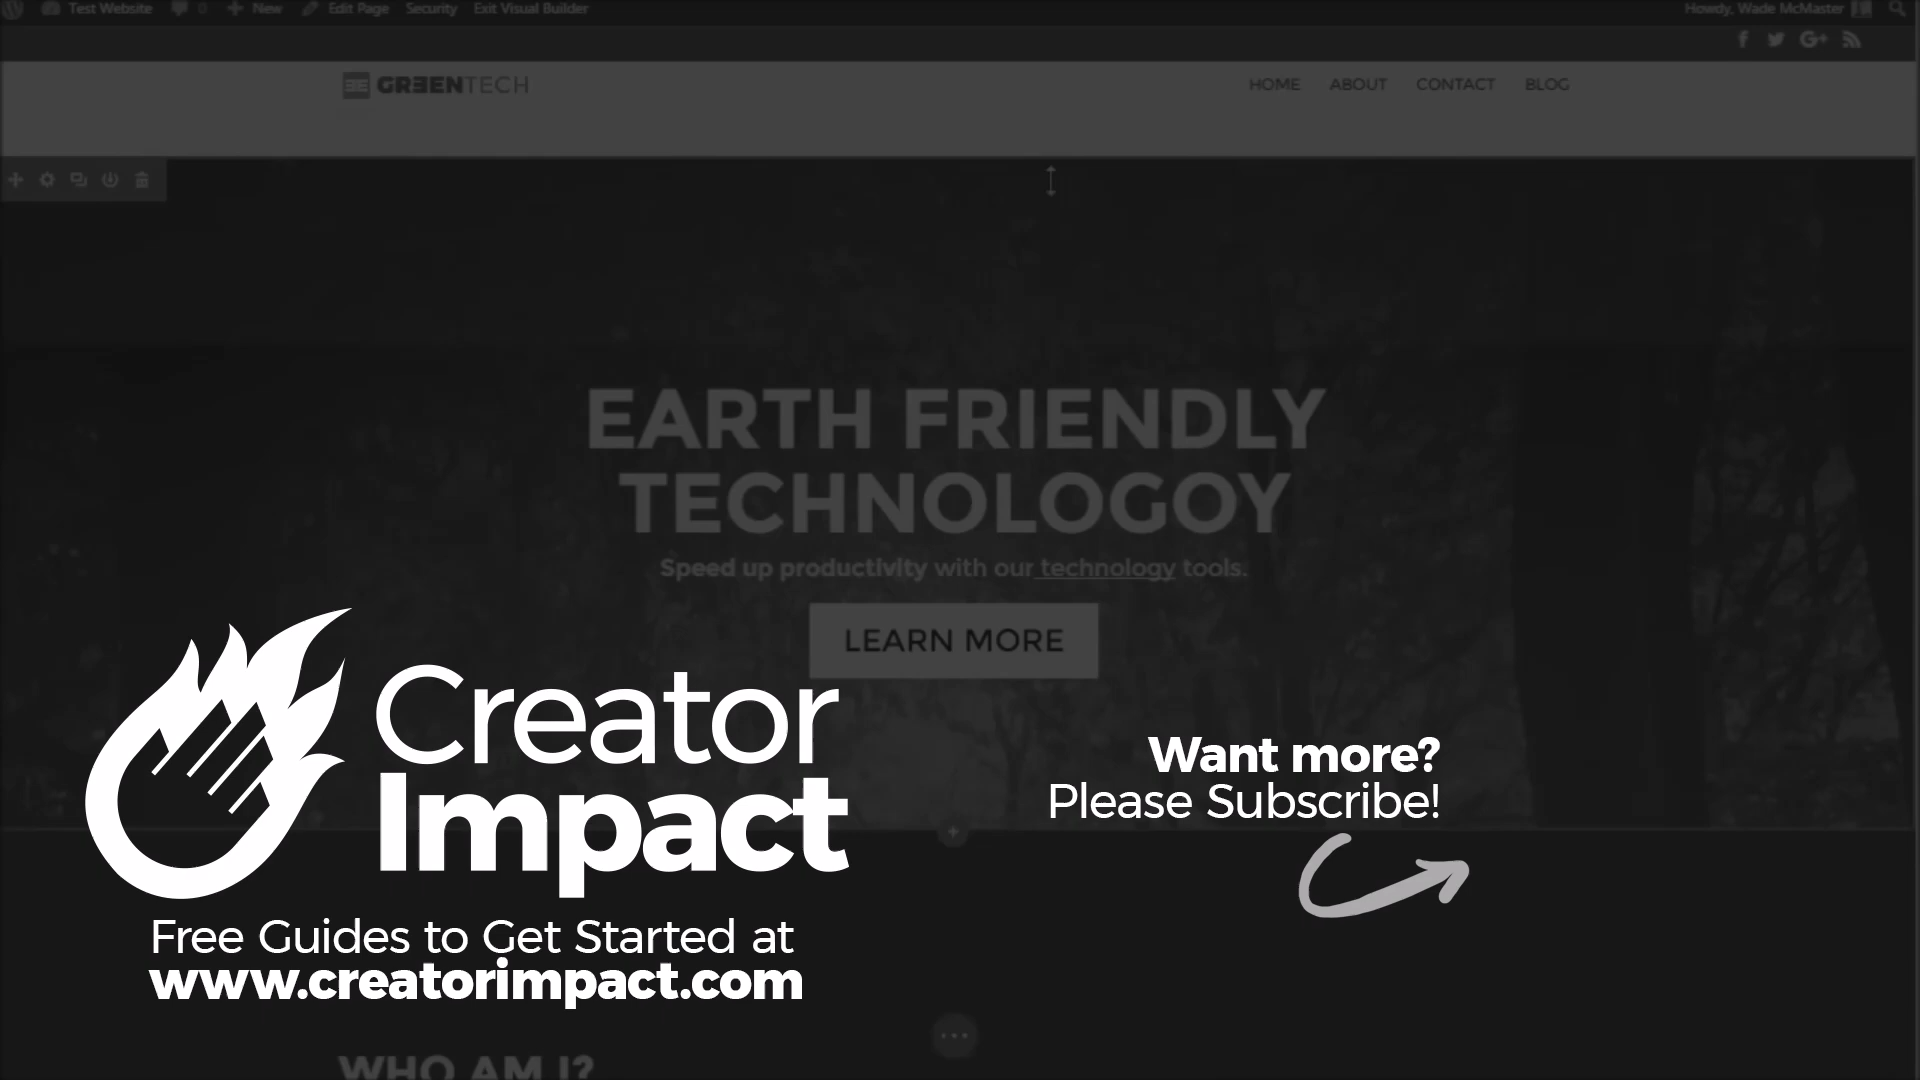 Test Website 0 New Edit Page Security Exit Visual Builder Howdy, Wade McMaster
GREENTECH HOME ABOUT CONTACT BLOG
EARTH FRIENDLY
TECHNOLOGOY
Speed up productivity with our technology tools.
LEARN MORE
Creator
Impact
Want more?
Please Subscribe!
Free Guides to Get Started at
www.creatorimpact.com
WHO AM I?